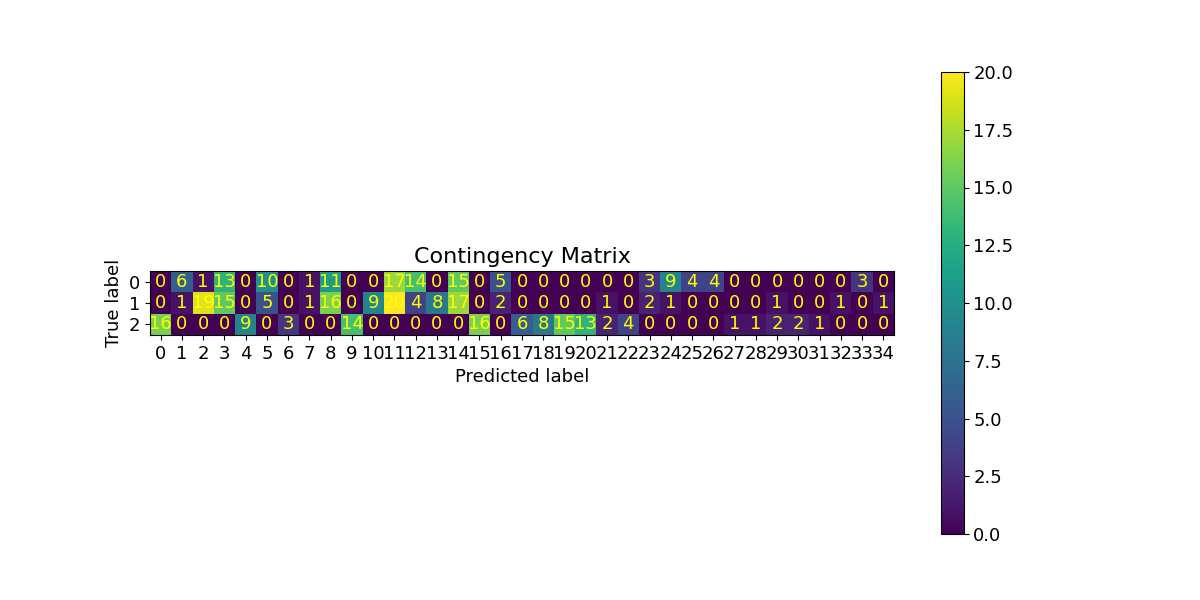 Contingency Matrix
True label
0 0 6 1 13 0 10 0 1 11 0 0 17 14 0 15 0 5 0 0 0 0 0 0 3 9 4 4 0 0 0 0 0 0 3 0
1 0 1 19 15 0 5 0 1 16 0 9 20 4 8 17 0 2 0 0 0 0 1 0 2 1 0 0 0 0 1 0 0 1 0 1
2 16 0 0 0 9 0 3 0 0 14 0 0 0 0 0 16 0 6 8 15 13 2 4 0 0 0 0 1 1 2 2 1 0 0 0
0 1 2 3 4 5 6 7 8 9 10 11 12 13 14 15 16 17 18 19 20 21 22 23 24 25 26 27 28 29 30 31 32 33 34
Predicted label
20.0
17.5
15.0
12.5
10.0
7.5
5.0
2.5
0.0